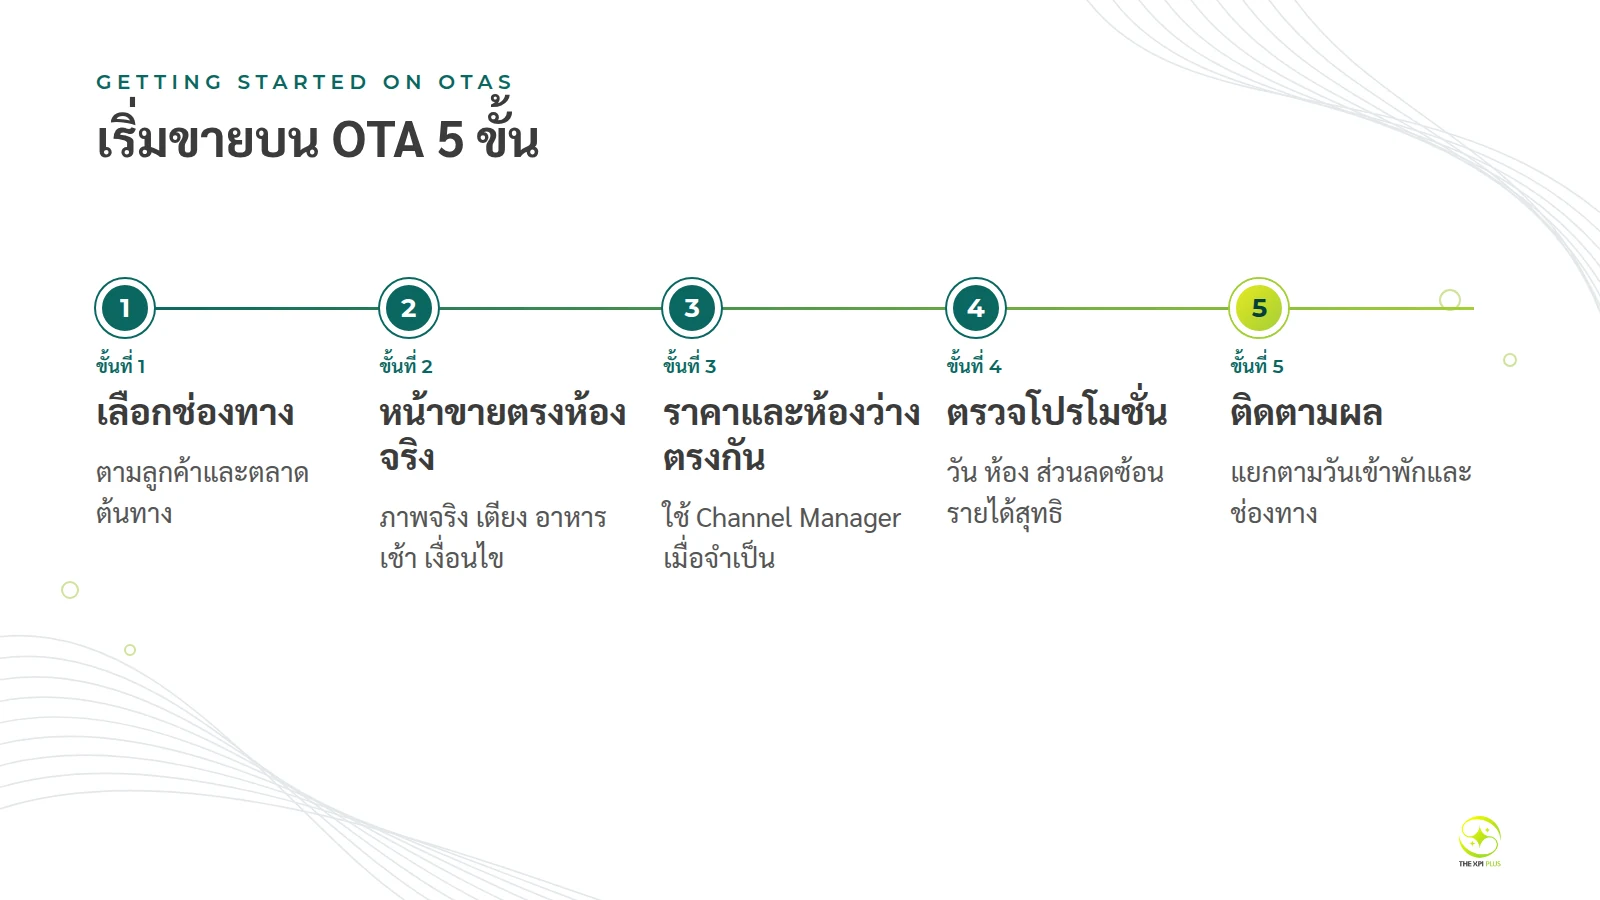 GETTING STARTED ON OTAS
เริ่มขายบน OTA 5 ขั้น
1
ขั้นที่ 1
เลือกช่องทาง
ตามลูกค้าและตลาด
ต้นทาง
2
ขั้นที่ 2
หน้าขายตรงห้อง
จริง
ภาพจริง เตียง อาหาร
เช้า เงื่อนไข
3
ขั้นที่ 3
ราคาและห้องว่าง
ตรงกัน
ใช้ Channel Manager
เมื่อจำเป็น
4
ขั้นที่ 4
ตรวจโปรโมชั่น
วัน ห้อง ส่วนลดซ้อน
รายได้สุทธิ
5
ขั้นที่ 5
ติดตามผล
แยกตามวันเข้าพักและ
ช่องทาง
THE XPI PLUS